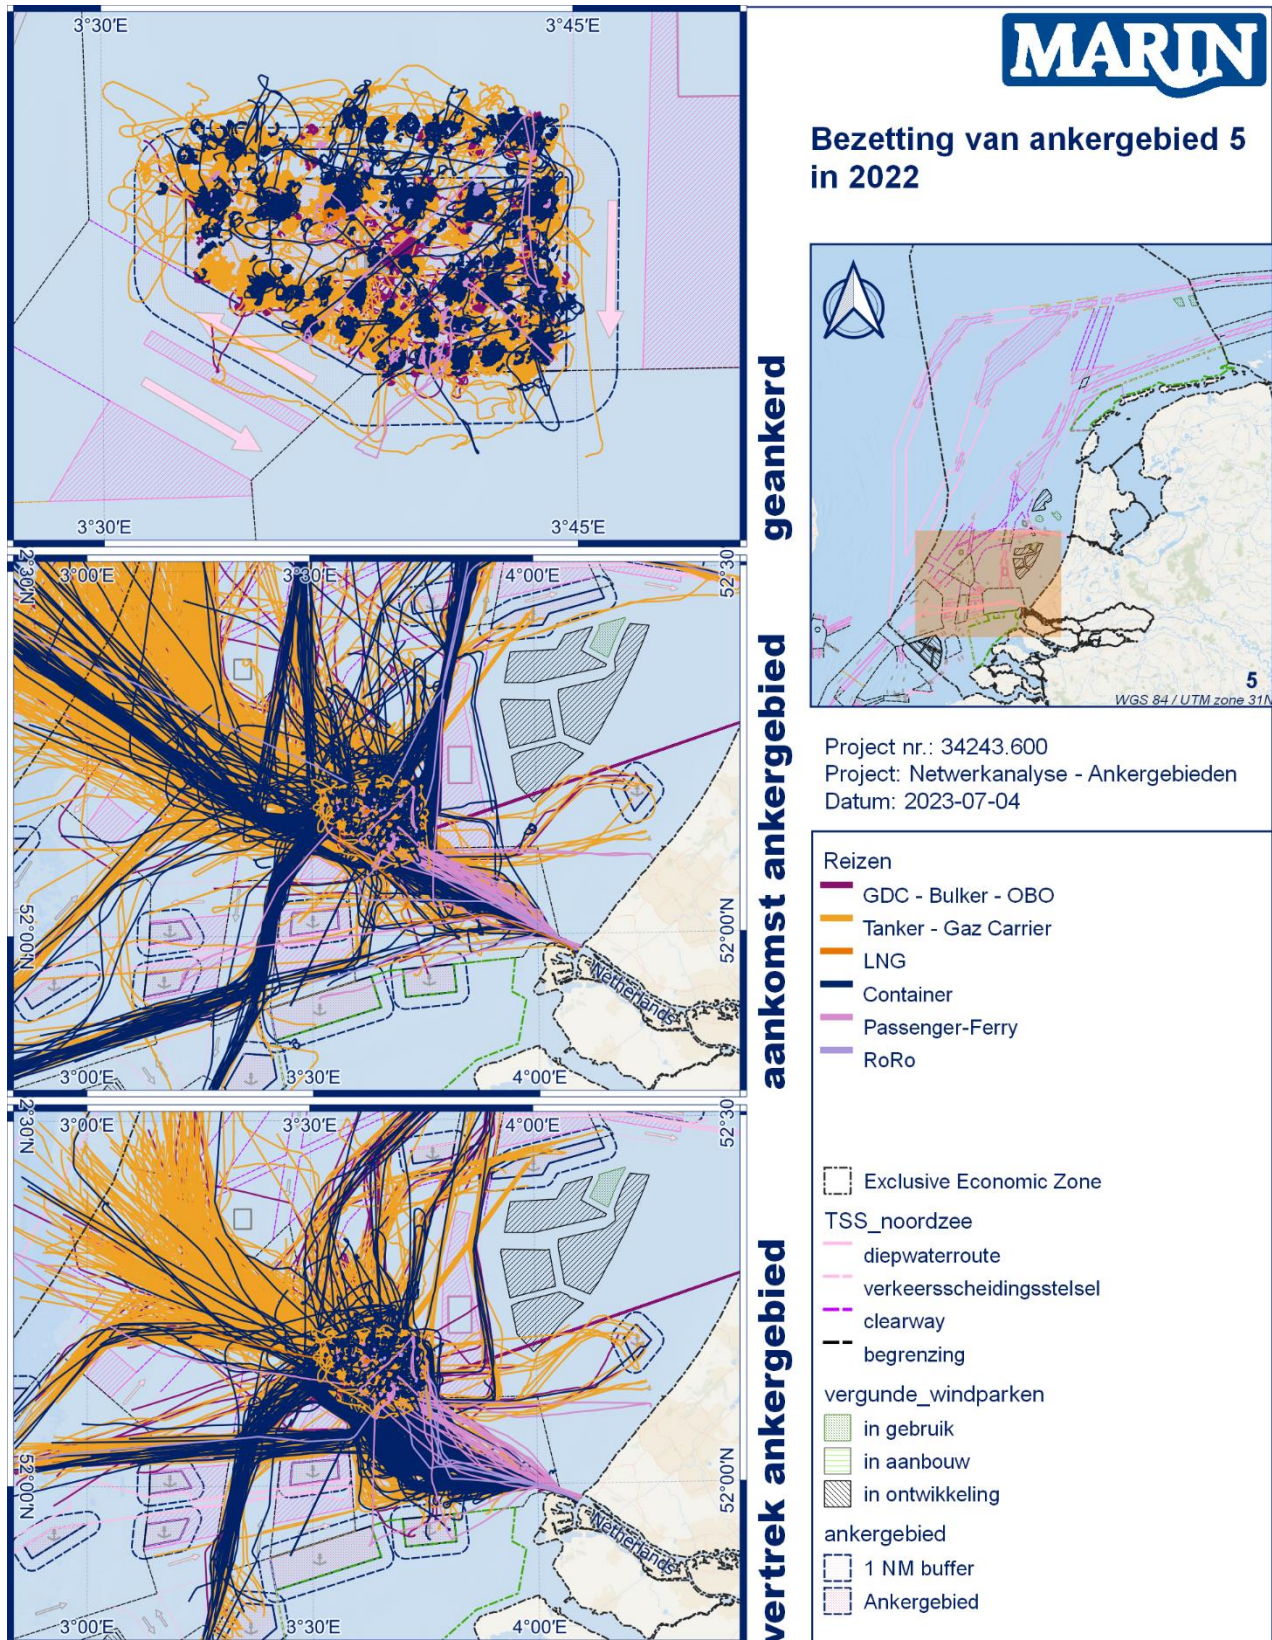 3°30′E
3°45′E
3°30′E
3°45′E
geankerd
2°30′N
3°00′E
3°30′E
4°00′E
52°30
52°00′N
52°00′N
Netherlands
3°00′E
3°30′E
4°00′E
aankomst ankergebied
2°30′N
3°00′E
3°30′E
4°00′E
52°30
52°00′N
52°00′N
Netherlands
3°00′E
3°30′E
4°00′E
vertrek ankergebied
MARIN
Bezetting van ankergebied 5
in 2022
5
WGS 84 / UTM zone 31N
Project nr.: 34243.600
Project: Netwerkanalyse - Ankergebieden
Datum: 2023-07-04
Reizen
GDC - Bulker - OBO
Tanker - Gaz Carrier
LNG
Container
Passenger-Ferry
RoRo
Exclusive Economic Zone
TSS_noordzee
diepwaterroute
verkeersscheidingsstelsel
clearway
begrenzing
vergunde_windparken
in gebruik
in aanbouw
in ontwikkeling
ankergebied
1 NM buffer
Ankergebied